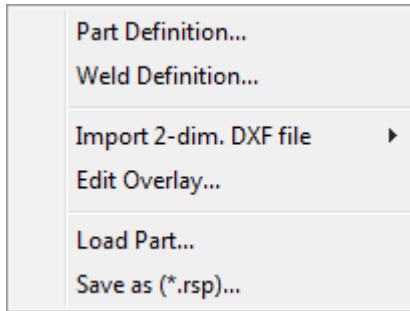 Part Definition...
Weld Definition...
Import 2-dim. DXF file
Edit Overlay...
Load Part...
Save as (*.rsp)...